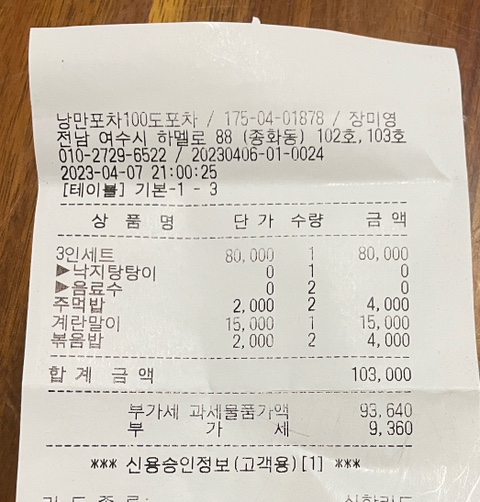 낭만포차100도포차 / 175-04-01878 / 장미영
전남 여수시 하멜로 88 (종화동) 102호,103호
010-2729-6522 / 20230406-01-0024
2023-04-07 21:00:25
[테이블] 기본-1 - 3
상 품 명 단 가 수량 금 액
3인세트 80,000 1 80,000
▶낙지탕탕이 0 1 0
▶음료수 0 2 0
주먹밥 2,000 2 4,000
계란말이 15,000 1 15,000
볶음밥 2,000 2 4,000
합 계 금 액 103,000
부가세 과세물품가액 93,640
부 가 세 9,360
*** 신용승인정보(고객용)[1] ***